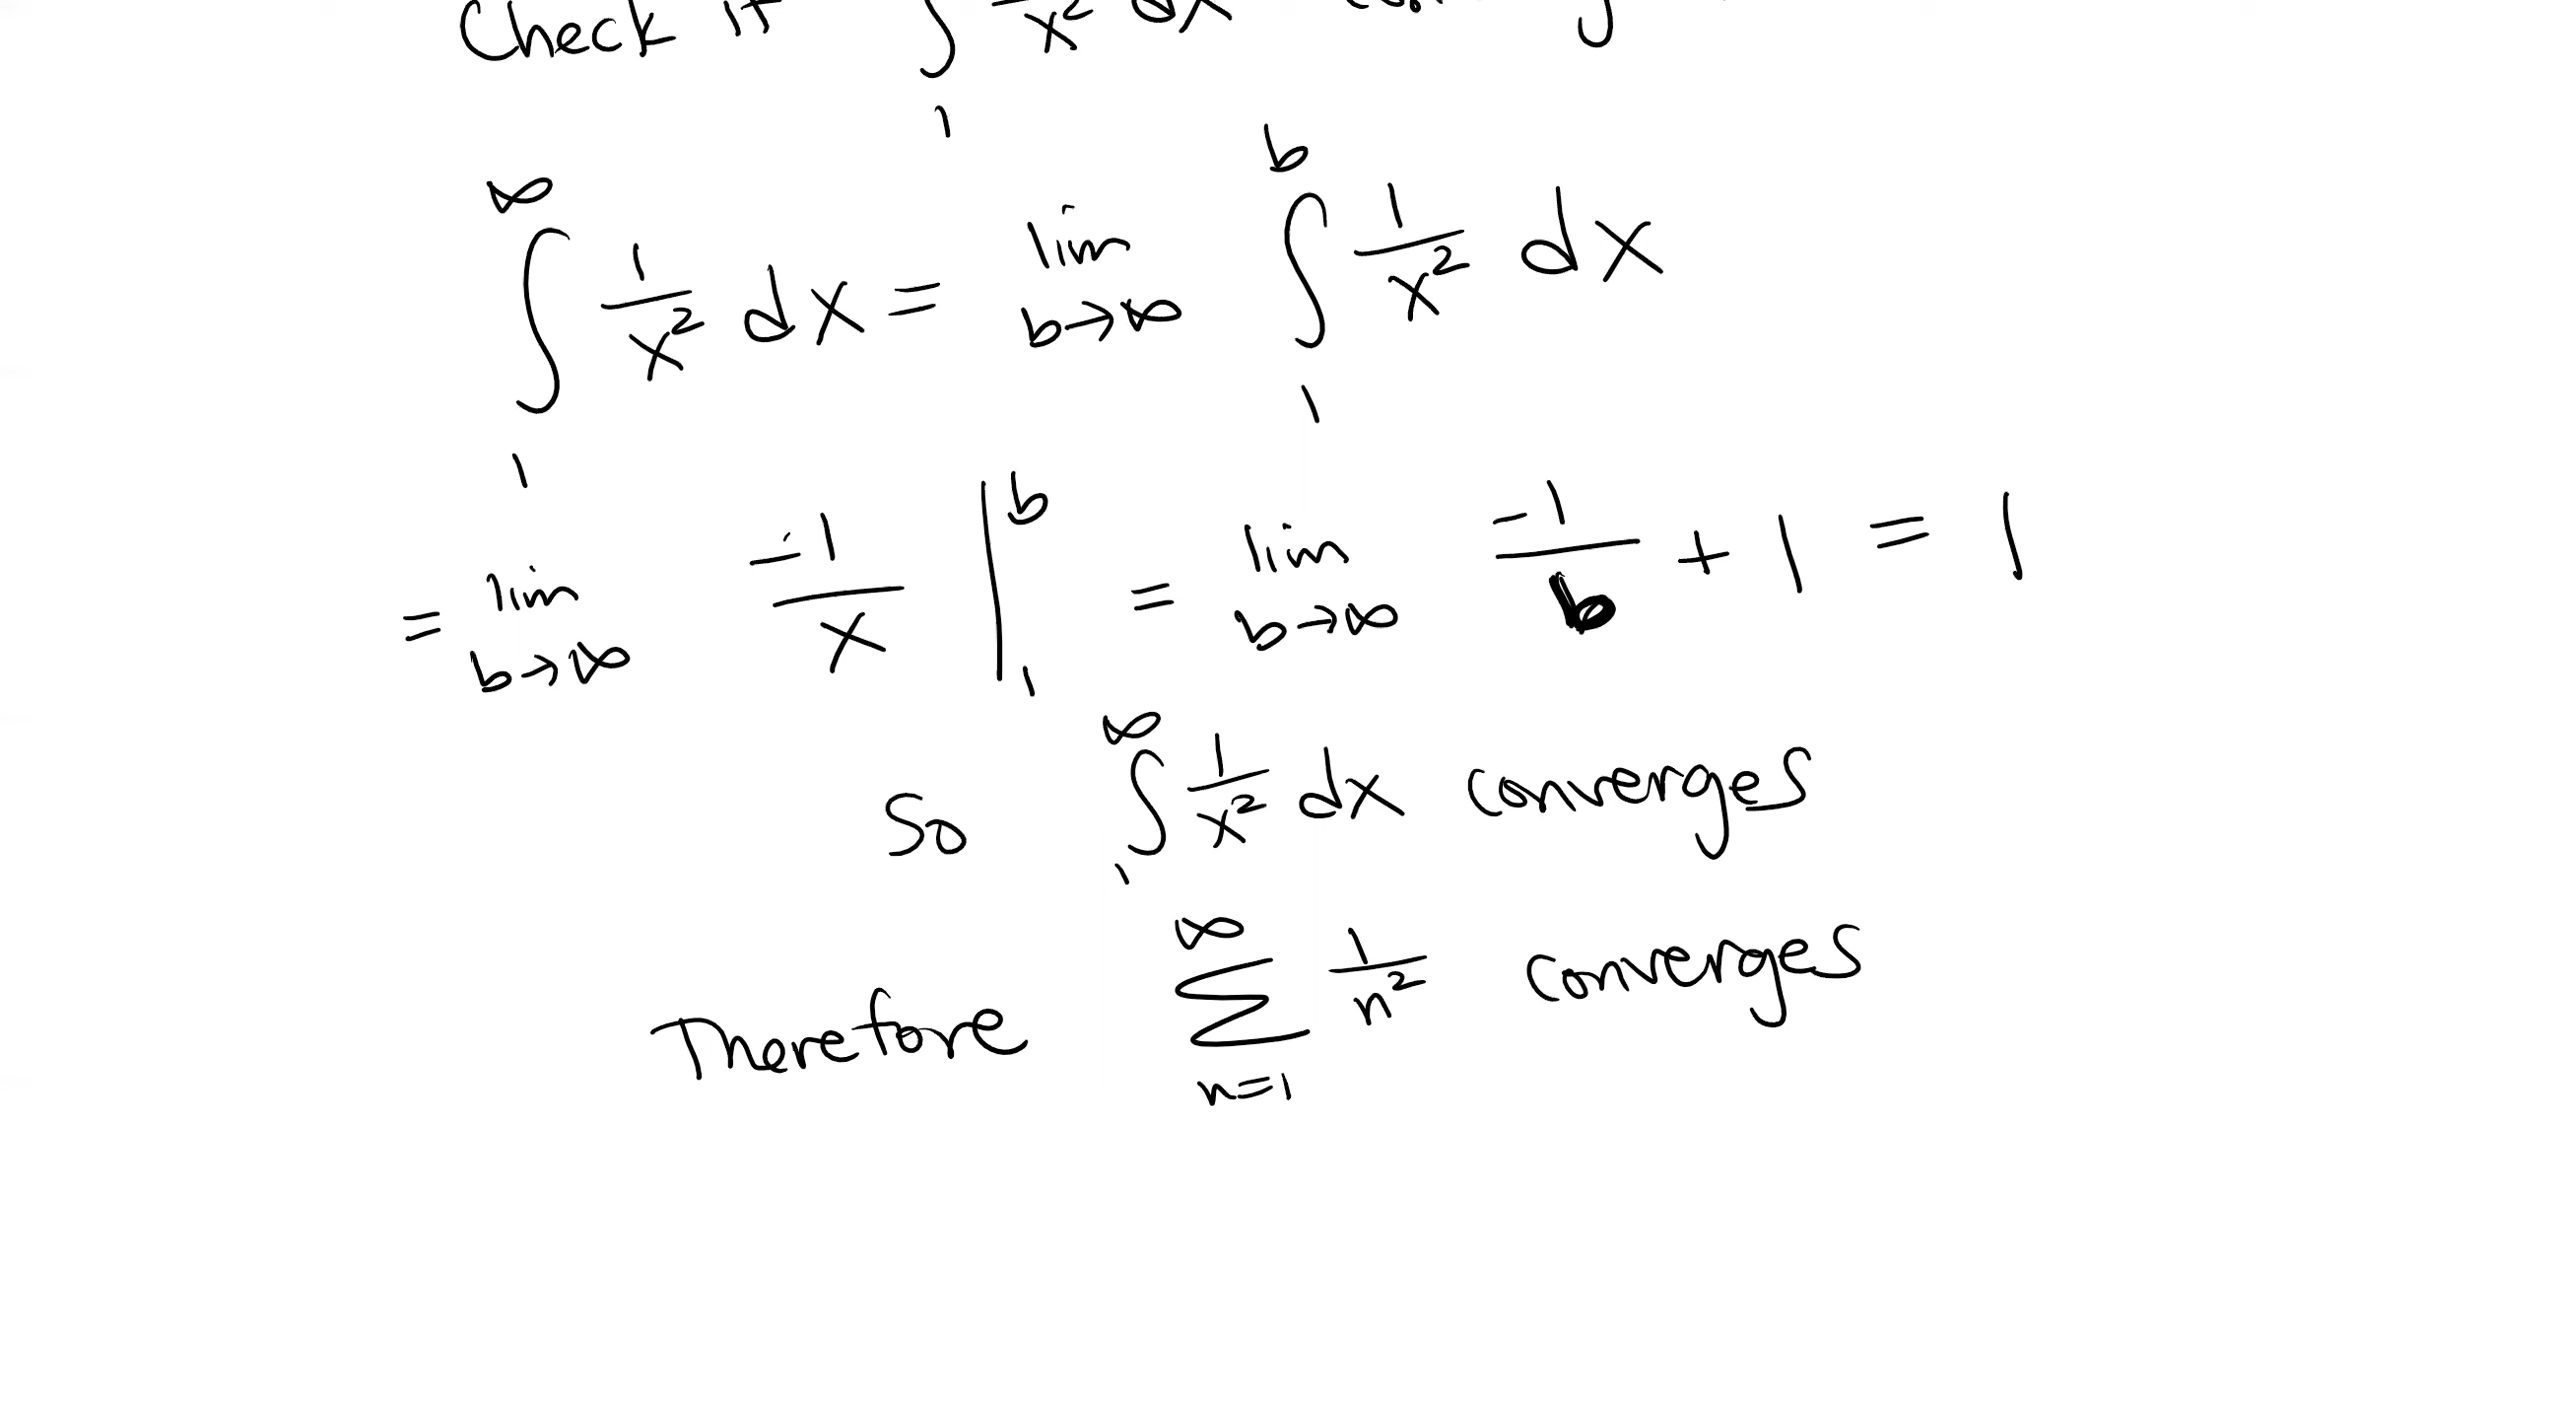 Check if ∫₁ 1/x² dx
∫₁^∞ 1/x² dx = lim_{b→∞} ∫₁^b 1/x² dx
= lim_{b→∞} -1/x |₁^b = lim_{b→∞} -1/b + 1 = 1
So ∫₁^∞ 1/x² dx converges
Therefore ∑_{n=1}^∞ 1/n² converges